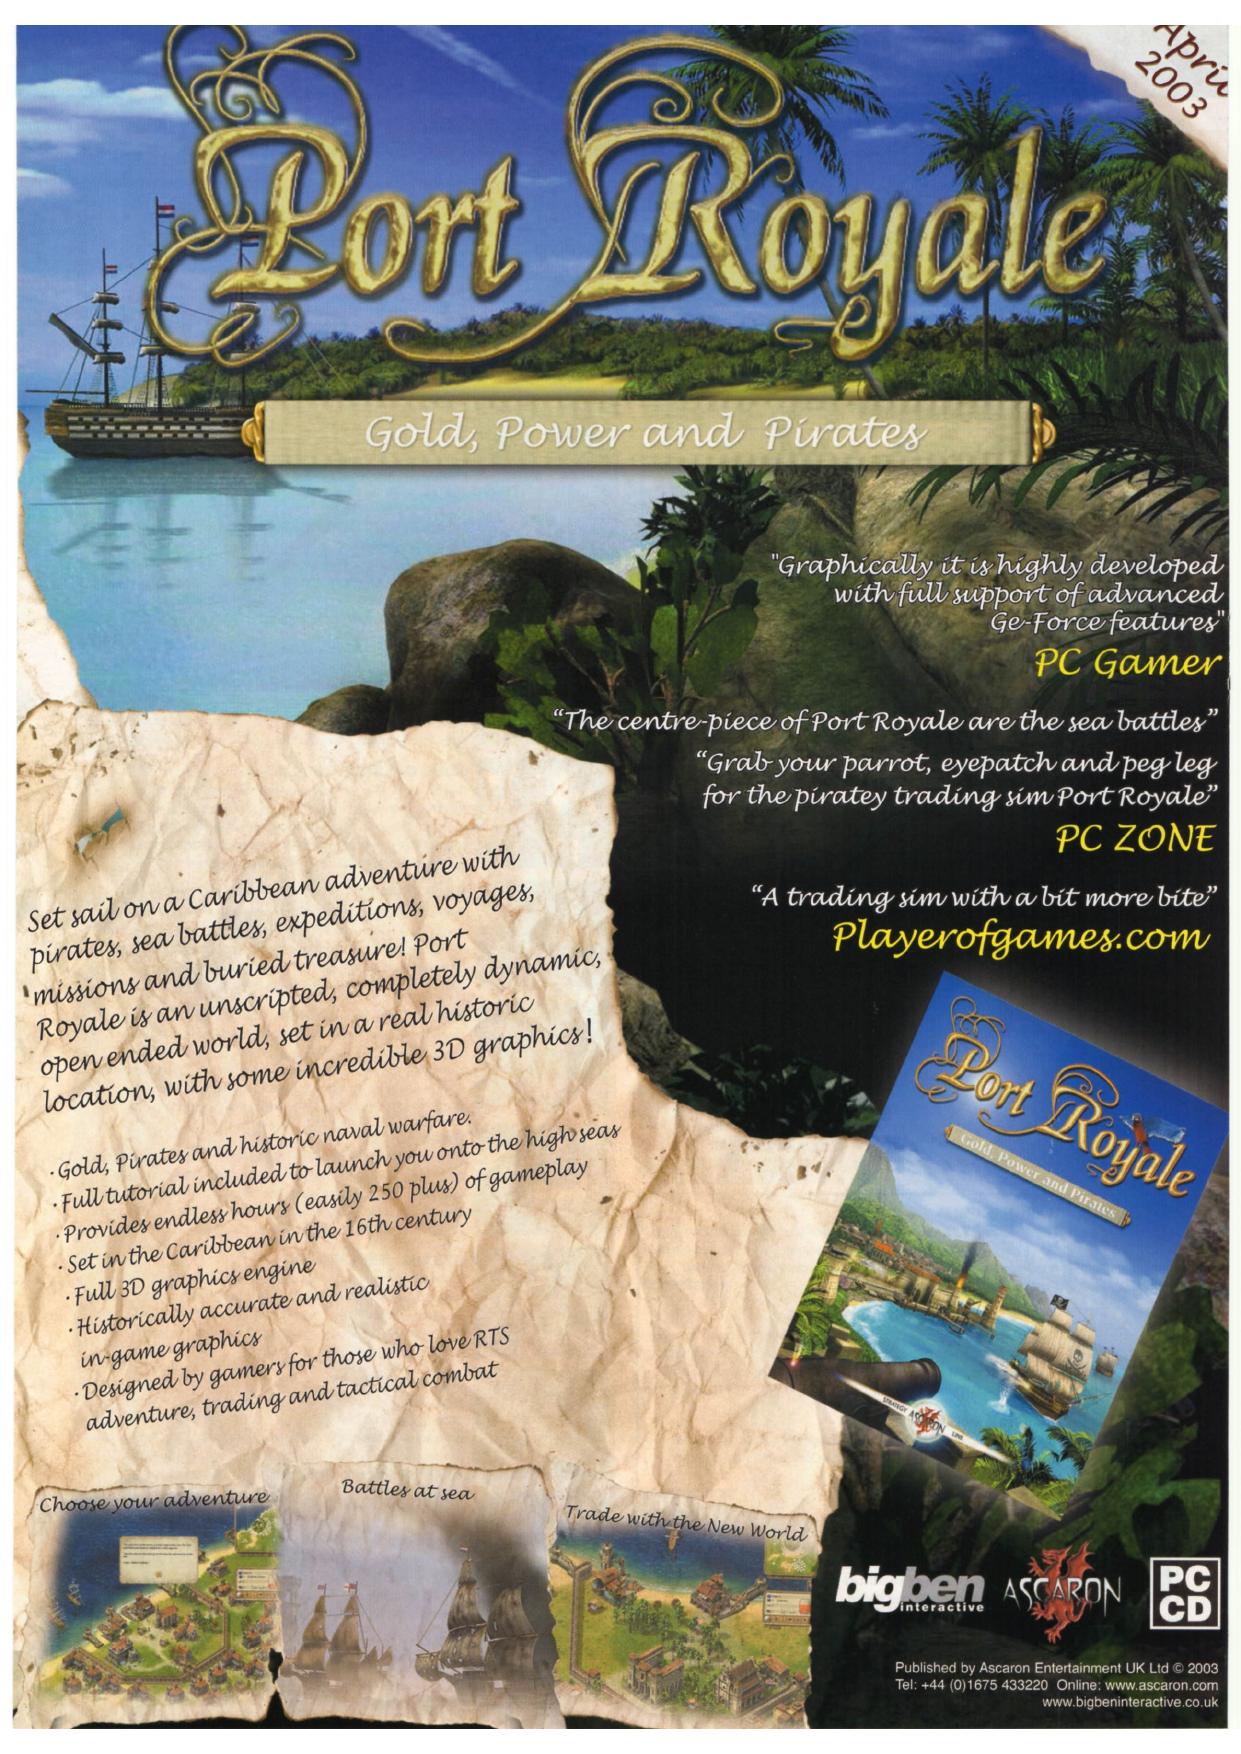 April
2003
Port Royale
Gold, Power and Pirates
"Graphically it is highly developed
with full support of advanced
Ge-Force features"
PC Gamer
“The centre-piece of Port Royale are the sea battles”
“Grab your parrot, eyepatch and peg leg
for the piratey trading sim Port Royale”
PC ZONE
“A trading sim with a bit more bite”
Playerofgames.com
Set sail on a Caribbean adventure with
pirates, sea battles, expeditions, voyages,
missions and buried treasure! Port
Royale is an unscripted, completely dynamic,
open ended world, set in a real historic
location, with some incredible 3D graphics!
· Gold, Pirates and historic naval warfare.
· Full tutorial included to launch you onto the high seas
· Provides endless hours (easily 250 plus) of gameplay
· Set in the Caribbean in the 16th century
· Full 3D graphics engine
· Historically accurate and realistic
in-game graphics
· Designed by gamers for those who love RTS
adventure, trading and tactical combat
Port Royale
Gold, Power and Pirates
STRATEGY ASCARON LINE
Choose your adventure
Battles at sea
Trade with the New World
bigben
interactive
ASCARON
PC
CD
Published by Ascaron Entertainment UK Ltd © 2003
Tel: +44 (0)1675 433220 Online: www.ascaron.com
www.bigbeninteractive.co.uk